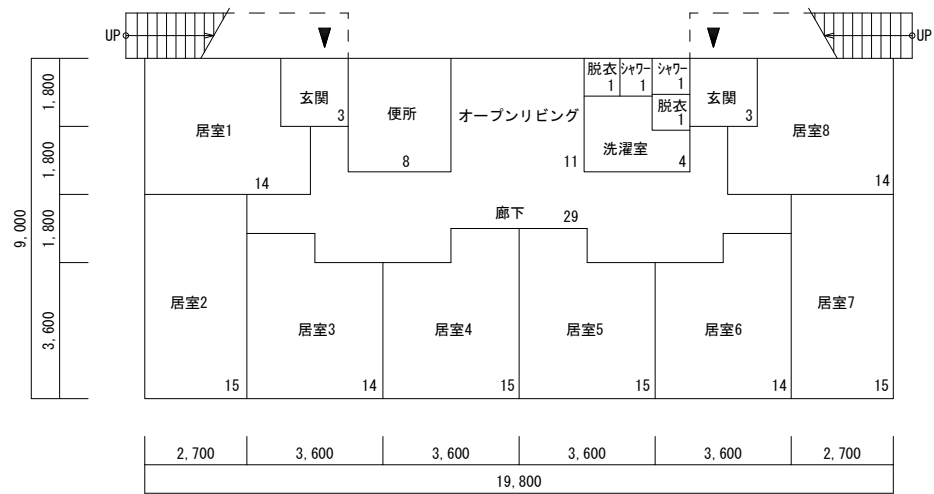 UP
UP
脱衣
1
シャワー
1
シャワー
1
脱衣
1
玄関
3
便所
8
オープンリビング
11
玄関
3
居室1
14
洗濯室
4
居室8
14
廊下
29
居室2
15
居室3
14
居室4
15
居室5
15
居室6
14
居室7
15
9,000
1,800
1,800
1,800
3,600
2,700
3,600
3,600
3,600
3,600
2,700
19,800